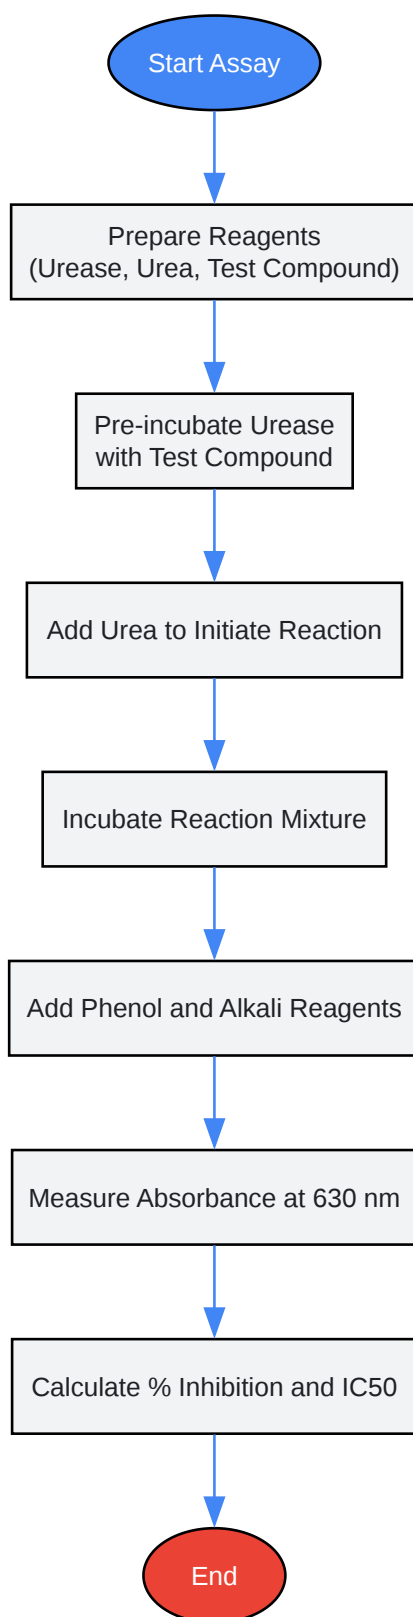 Start Assay
Prepare Reagents
(Urease, Urea, Test Compound)
Pre-incubate Urease
with Test Compound
Add Urea to Initiate Reaction
Incubate Reaction Mixture
Add Phenol and Alkali Reagents
Measure Absorbance at 630 nm
Calculate % Inhibition and IC50
End